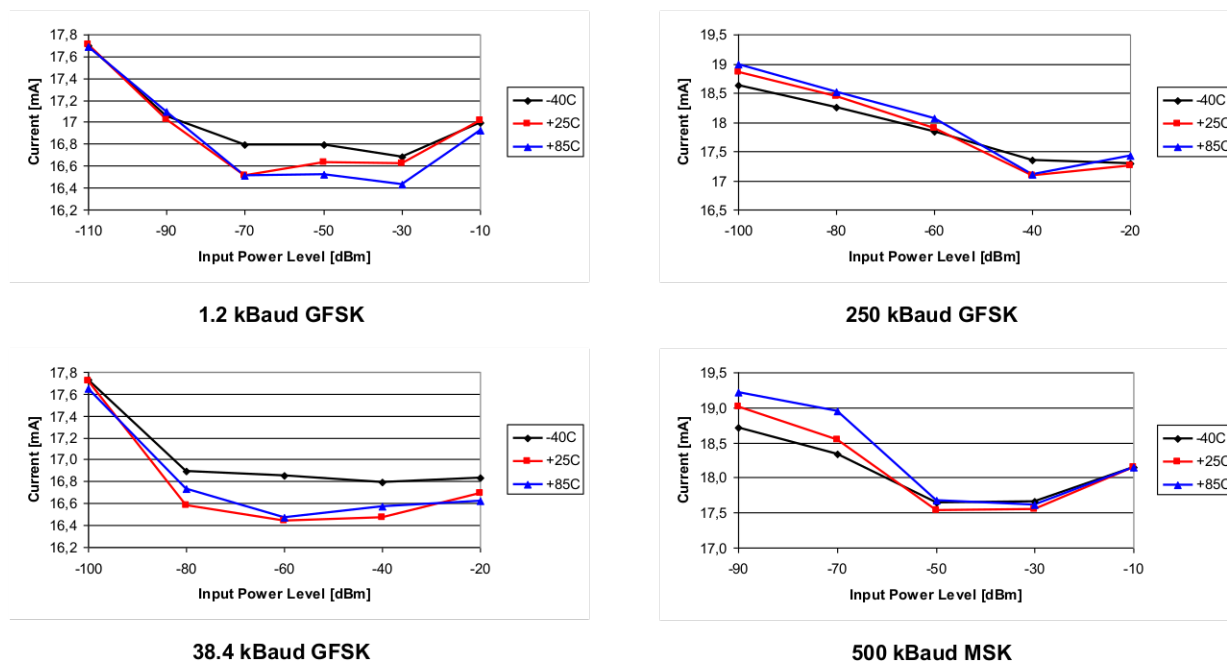 17,8
17,6
17,4
17,2
17
16,8
16,6
16,4
16,2
Current [mA]
-110 -90 -70 -50 -30 -10
Input Power Level [dBm]
-40C
+25C
+85C
1.2 kBaud GFSK
19,5
19
18,5
18
17,5
17
16,5
Current [mA]
-100 -80 -60 -40 -20
Input Power Level [dBm]
-40C
+25C
+85C
250 kBaud GFSK
17,8
17,6
17,4
17,2
17,0
16,8
16,6
16,4
16,2
Current [mA]
-100 -80 -60 -40 -20
Input Power Level [dBm]
-40C
+25C
+85C
38.4 kBaud GFSK
19,5
19,0
18,5
18,0
17,5
17,0
Current [mA]
-90 -70 -50 -30 -10
Input Power Level [dBm]
-40C
+25C
+85C
500 kBaud MSK